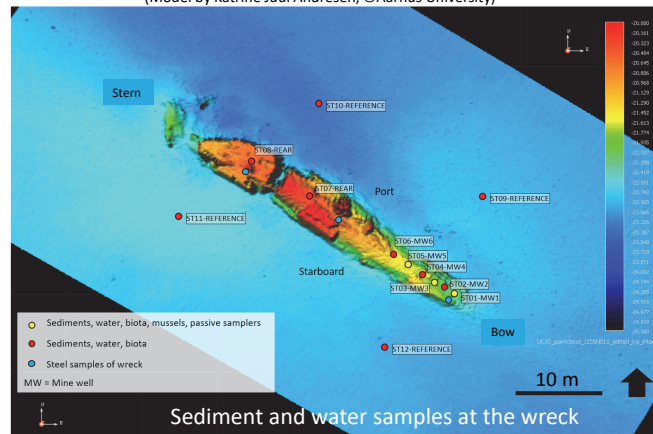 (Model by Katrine Juul Andresen, ©Aarhus University)
Stern
ST10-REFERENCE
ST08-REAR
ST07-REAR
Port
ST09-REFERENCE
ST11-REFERENCE
ST06-MW6
ST05-MW5
ST04-MW4
Starboard
ST03-MW3
ST02-MW2
ST01-MW1
Bow
Sediments, water, biota, mussels, passive samplers
Sediments, water, biota
Steel samples of wreck
MW = Mine well
ST12-REFERENCE
10 m
Sediment and water samples at the wreck
-20.000
-20.161
-20.323
-20.484
-20.646
-20.807
-20.968
-21.129
-21.290
-21.452
-21.613
-21.774